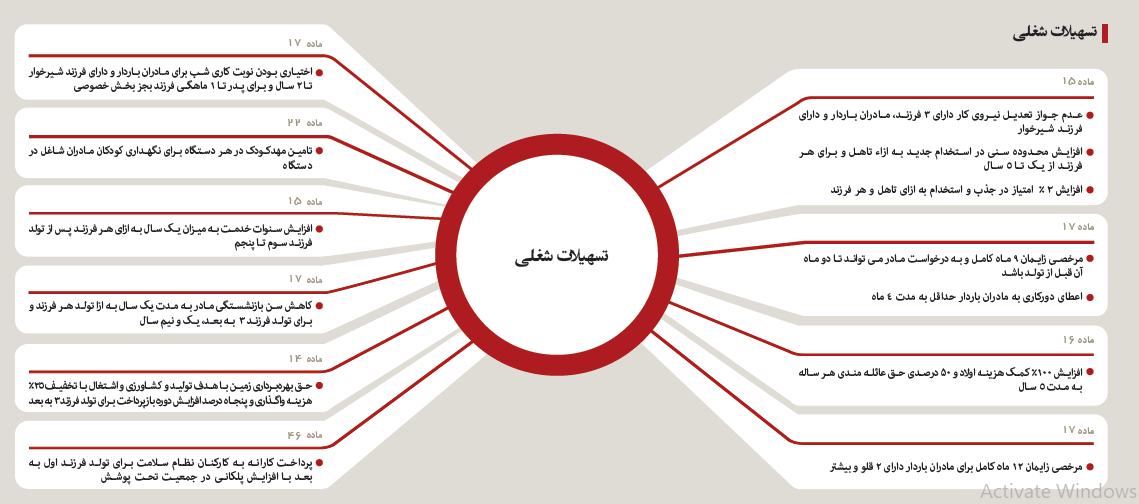 تسهیلات شغلی
ماده ۱۵
عدم جواز تعدیل نیروی کار دارای ۳ فرزند، مادران باردار و دارای
فرزند شیرخوار
افزایش محدوده سنی در استخدام جدید به ازاء تاهل و برای هر
فرزند از یک تا ۵ سال
افزایش ۲ ٪ امتیاز در جذب و استخدام به ازای تاهل و هر فرزند
ماده ۱۷
مرخصی زایمان ۹ ماه کامل و به درخواست مادر می تواند تا دو ماه
آن قبل از تولد باشد
اعطای دورکاری به مادران باردار حداقل به مدت ٤ ماه
ماده ۱۶
افزایش ۱۰۰٪ کمک هزینه اولاد و ۵۰ درصدی حق عائله مندی هر ساله
به مدت ۵ سال
ماده ۱۷
مرخصی زایمان ۱۲ ماه کامل برای مادران باردار دارای ۲ قلو و بیشتر
تسهیلات شغلی
ماده ۱۷
اختیاری بودن نوبت کاری شب برای مادران باردار و دارای فرزند شیرخوار
تا ۲ سال و برای پدر تا ۱ ماهگی فرزند بجز بخش خصوصی
ماده ۲۲
تامین مهدکودک در هر دستگاه برای نگهداری کودکان مادران شاغل در
دستگاه
ماده ۱۵
افزایش سنوات خدمت به میزان یک سال به ازای هر فرزند پس از تولد
فرزند سوم تا پنجم
ماده ۱۷
کاهش سن بازنشستگی مادر به مدت یک سال به ازا تولد هر فرزند و
برای تولد فرزند ۳ به بعد، یک و نیم سال
ماده ۱۴
حق بهره‌برداری زمین با هدف تولید و کشاورزی و اشتغال با تخفیف ۳۵٪
هزینه واگذاری و پنجاه درصد افزایش دوره بازپرداخت برای تولد فرزند ۳ به بعد
ماده ۴۶
پرداخت کارانه به کارکنان نظام سلامت برای تولد فرزند اول به
بعد با افزایش پلکانی در جمعیت تحت پوشش
Activate Windows